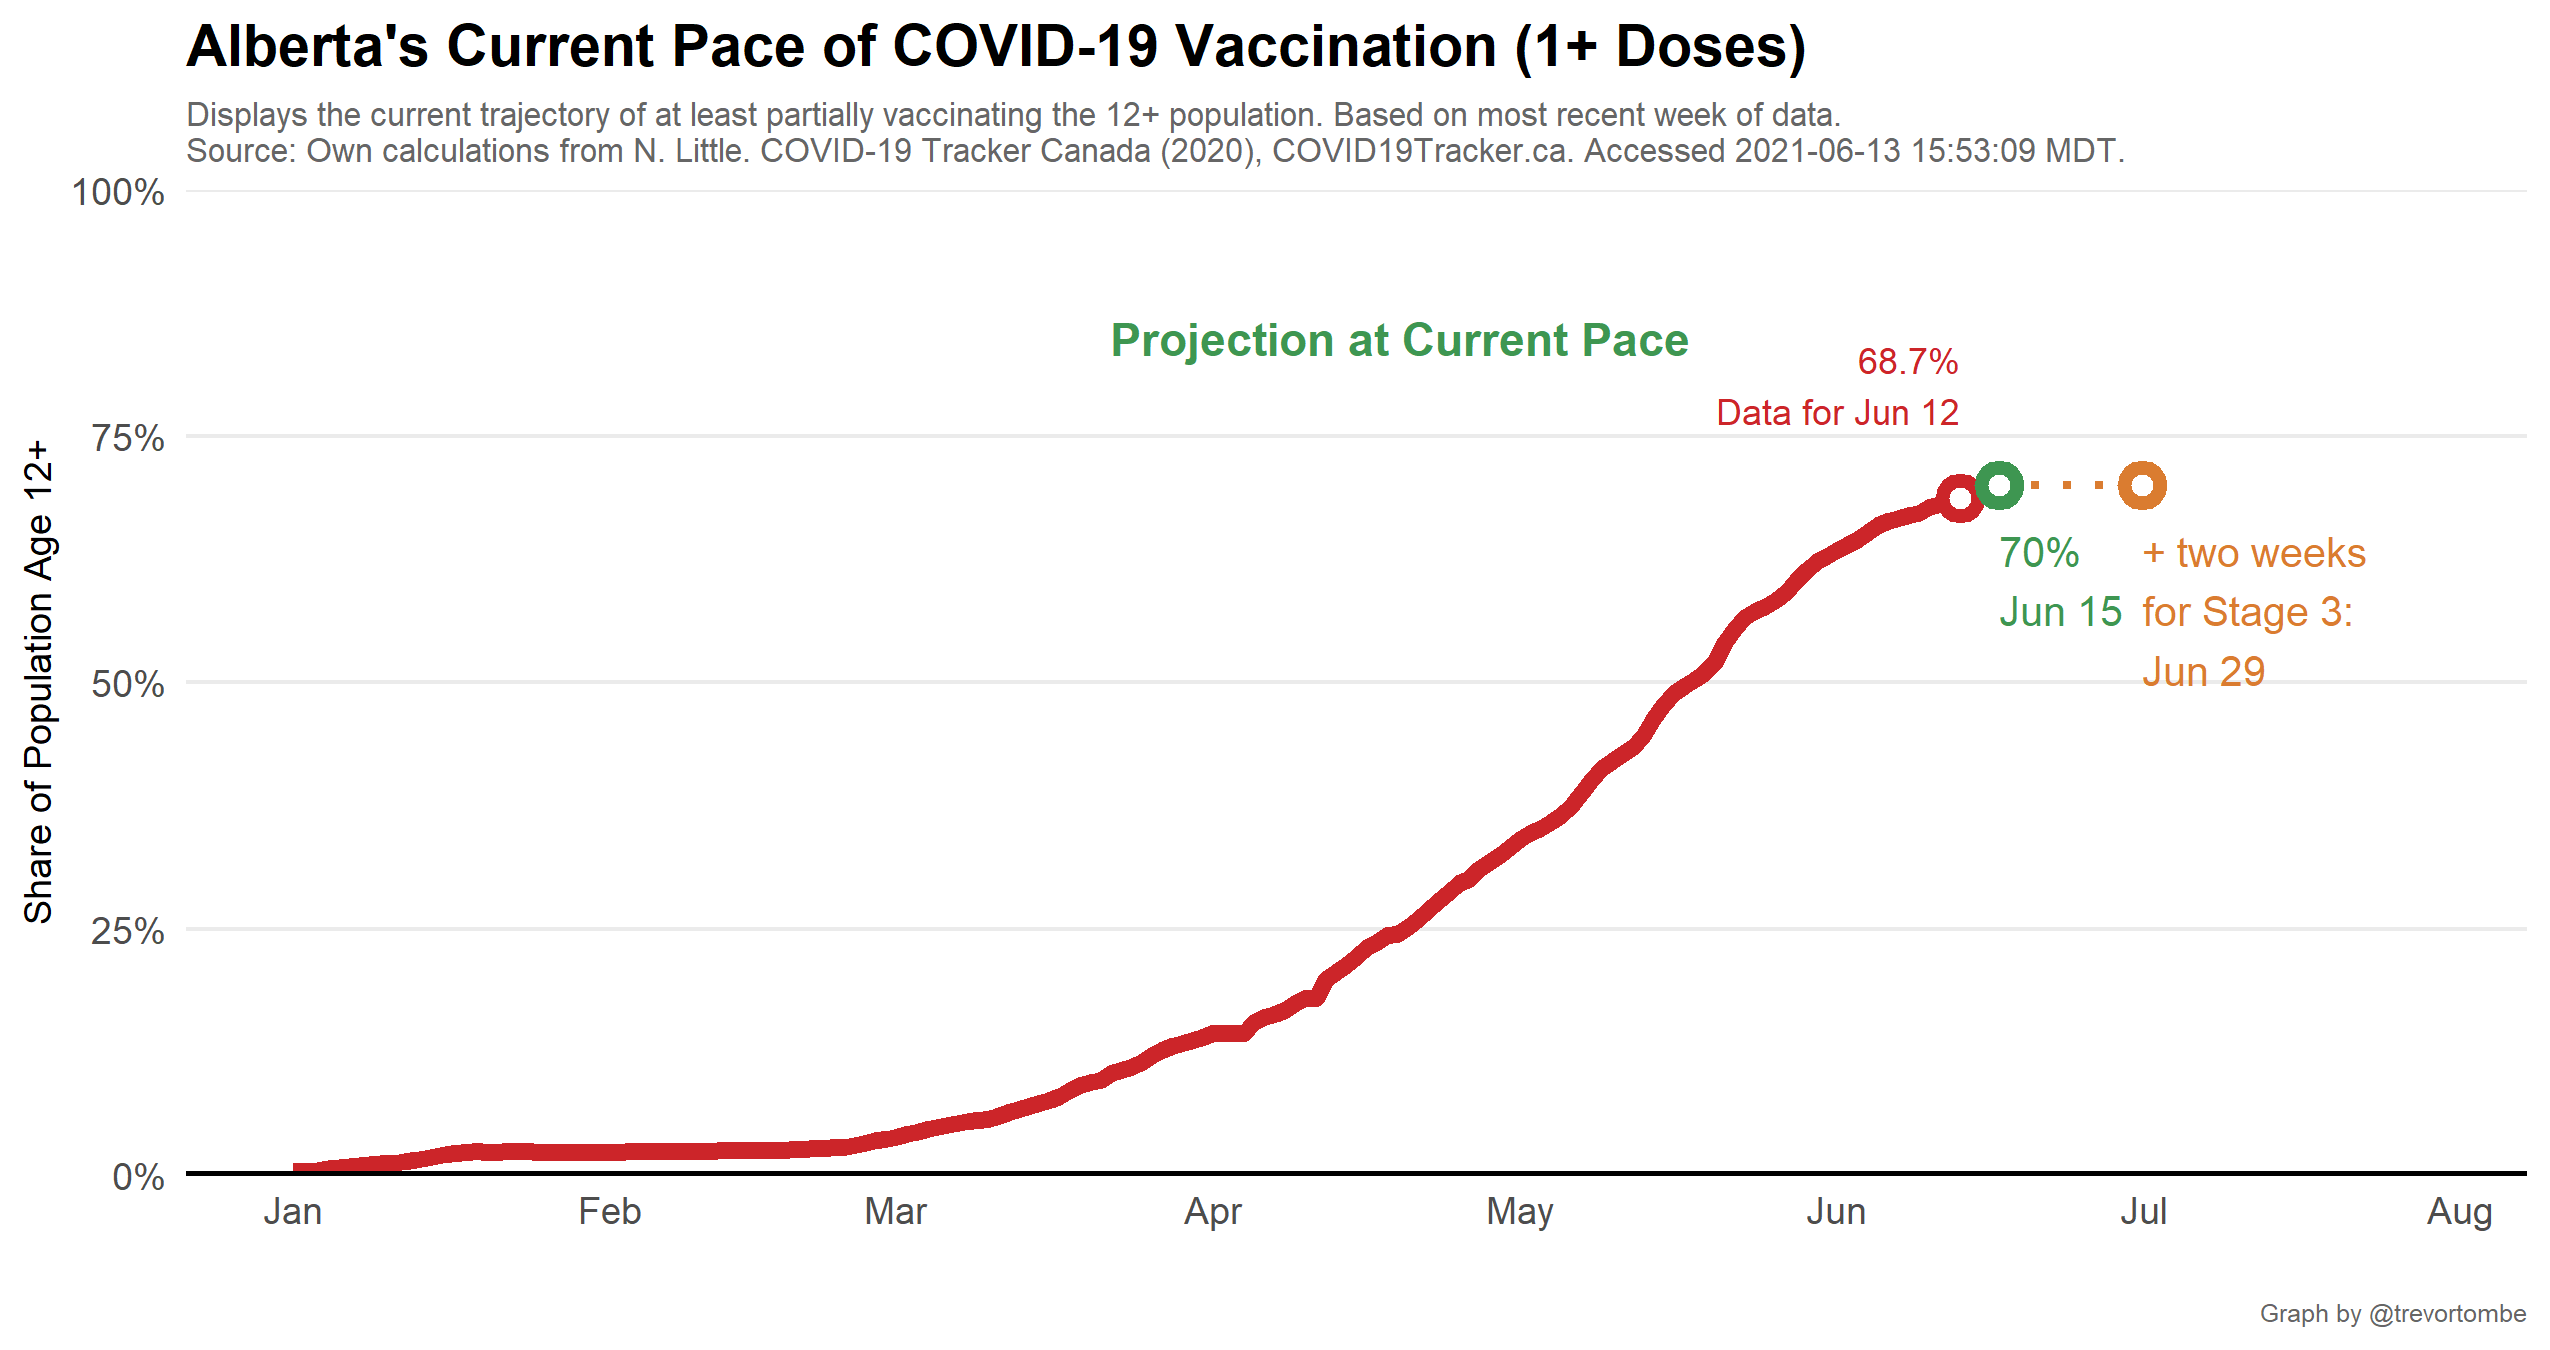 Alberta's Current Pace of COVID-19 Vaccination (1+ Doses)
Displays the current trajectory of at least partially vaccinating the 12+ population. Based on most recent week of data.
Source: Own calculations from N. Little. COVID-19 Tracker Canada (2020), COVID19Tracker.ca. Accessed 2021-06-13 15:53:09 MDT.
100%
75%
50%
25%
0%
Share of Population Age 12+
Projection at Current Pace
68.7%
Data for Jun 12
70%
Jun 15
+ two weeks
for Stage 3:
Jun 29
Jan Feb Mar Apr May Jun Jul Aug
Graph by @trevortombe